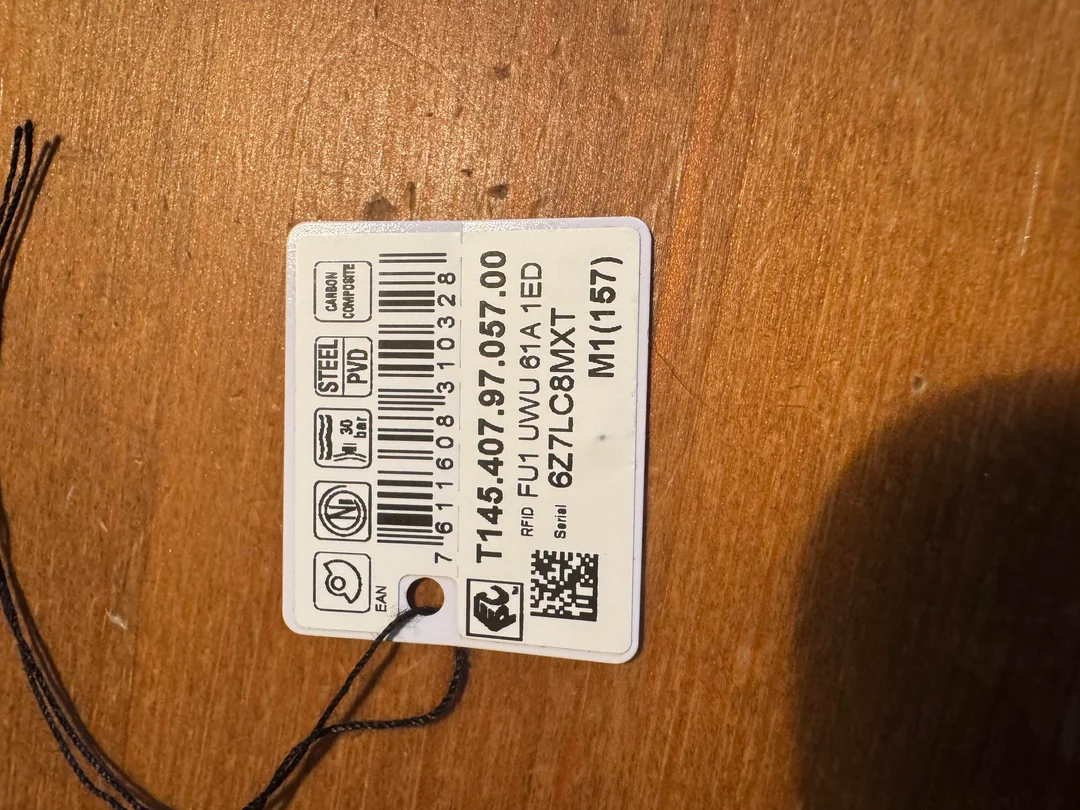 CARBON
COMPOSITE
STEEL
PVD
30
bar
N
EAN
7 611608 310328
T145.407.97.057.00
RFID FU1 UWU 61A 1ED
Serial 6Z7LC8MXT
M1(157)